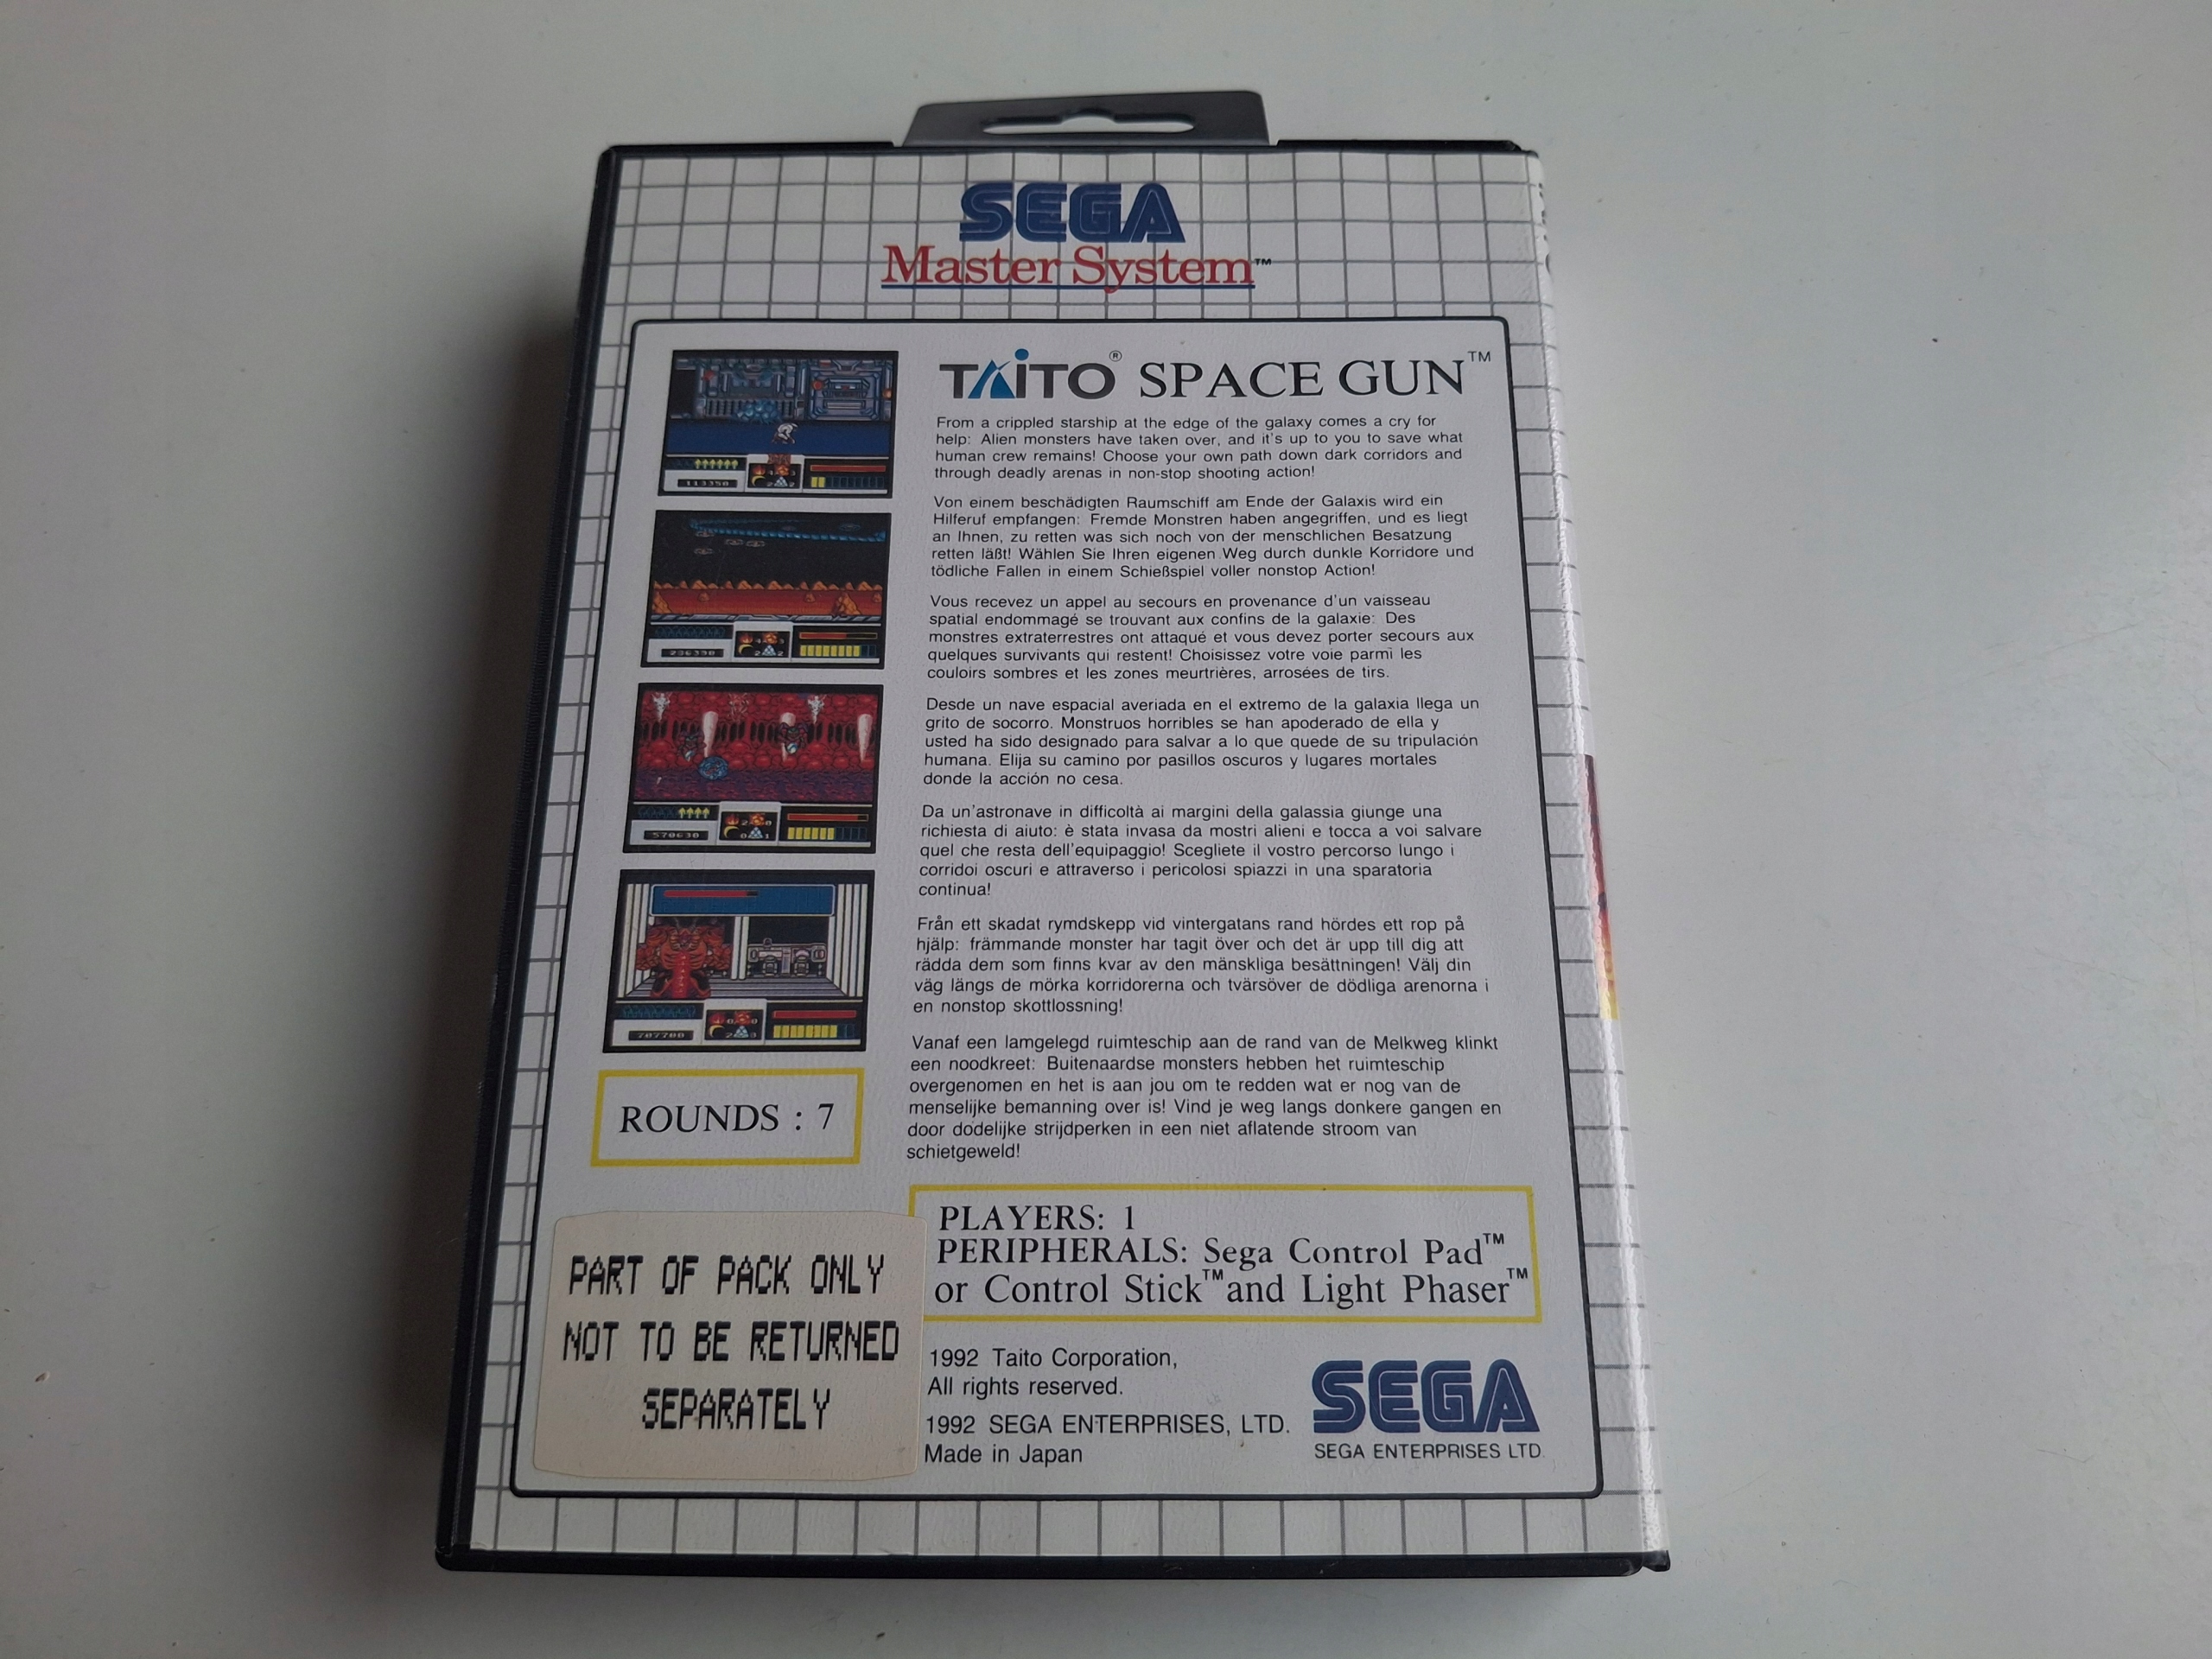 SEGA
Master System™
TAITO® SPACE GUN™
From a crippled starship at the edge of the galaxy comes a cry for
help: Alien monsters have taken over, and it's up to you to save what
human crew remains! Choose your own path down dark corridors and
through deadly arenas in non-stop shooting action!
Von einem beschädigten Raumschiff am Ende der Galaxis wird ein
Hilferuf empfangen: Fremde Monstren haben angegriffen, und es liegt
an Ihnen, zu retten was sich noch von der menschlichen Besatzung
retten läßt! Wählen Sie Ihren eigenen Weg durch dunkle Korridore und
tödliche Fallen in einem Schießspiel voller nonstop Action!
Vous recevez un appel au secours en provenance d'un vaisseau
spatial endommagé se trouvant aux confins de la galaxie: Des
monstres extraterrestres ont attaqué et vous devez porter secours aux
quelques survivants qui restent! Choisissez votre voie parmi les
couloirs sombres et les zones meurtrières, arrosées de tirs.
Desde un nave espacial averiada en el extremo de la galaxia llega un
grito de socorro. Monstruos horribles se han apoderado de ella y
usted ha sido designado para salvar a lo que quede de su tripulación
humana. Elija su camino por pasillos oscuros y lugares mortales
donde la acción no cesa.
Da un'astronave in difficoltà ai margini della galassia giunge una
richiesta di aiuto: è stata invasa da mostri alieni e tocca a voi salvare
quel che resta dell'equipaggio! Scegliete il vostro percorso lungo i
corridoi oscuri e attraverso i pericolosi spiazzi in una sparatoria
continua!
Från ett skadat rymdskepp vid vintergatans rand hördes ett rop på
hjälp: främmande monster har tagit över och det är upp till dig att
rädda dem som finns kvar av den mänskliga besättningen! Välj din
väg längs de mörka korridorerna och tvärsöver de dödliga arenorna i
en nonstop skottlossning!
Vanaf een lamgelegd ruimteschip aan de rand van de Melkweg klinkt
een noodkreet: Buitenaardse monsters hebben het ruimteschip
overgenomen en het is aan jou om te redden wat er nog van de
menselijke bemanning over is! Vind je weg langs donkere gangen en
door dodelijke strijdperken in een niet aflatende stroom van
schietgeweld!
113350
236390
570630
707700
ROUNDS : 7
PLAYERS: 1
PERIPHERALS: Sega Control Pad™
or Control Stick™ and Light Phaser™
PART OF PACK ONLY
NOT TO BE RETURNED
SEPARATELY
1992 Taito Corporation,
All rights reserved.
1992 SEGA ENTERPRISES, LTD.
Made in Japan
SEGA
SEGA ENTERPRISES LTD.